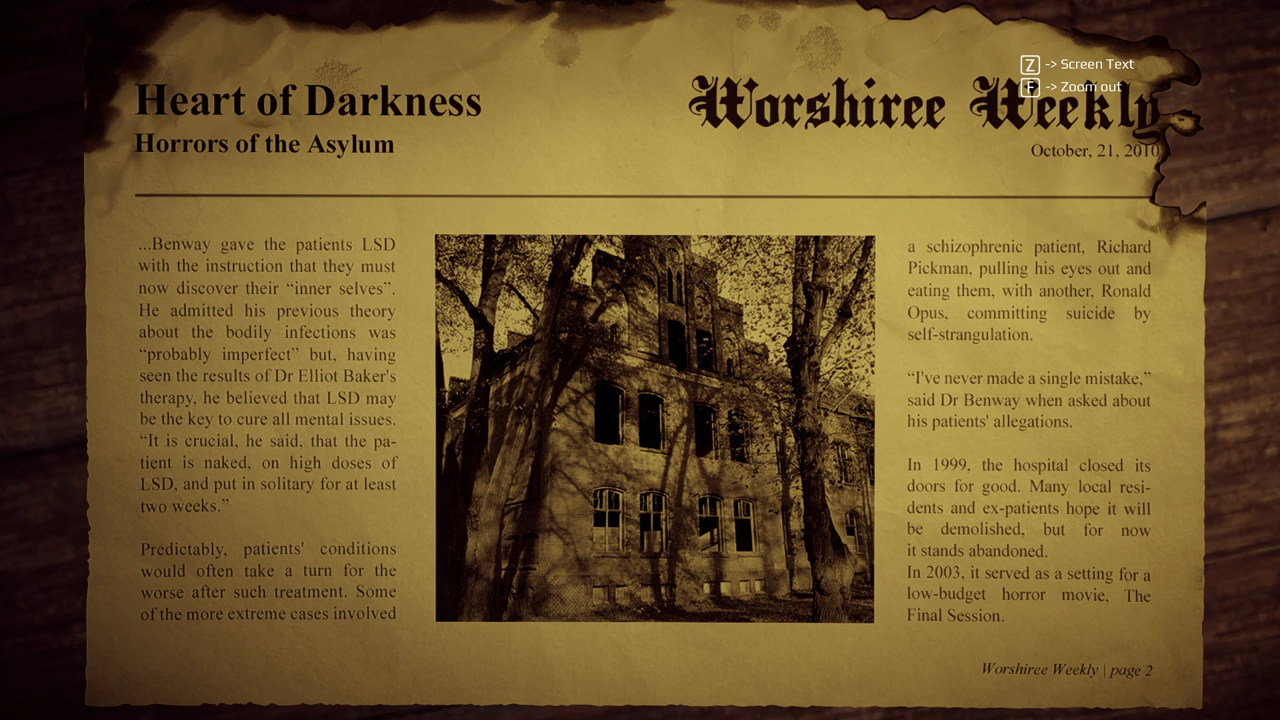 Heart of Darkness
Horrors of the Asylum
Worshiree Weekly
October, 21, 2010
Z -> Screen Text
F -> Zoom out
...Benway gave the patients LSD
with the instruction that they must
now discover their “inner selves”.
He admitted his previous theory
about the bodily infections was
“probably imperfect” but, having
seen the results of Dr Elliot Baker's
therapy, he believed that LSD may
be the key to cure all mental issues.
“It is crucial, he said, that the pa-
tient is naked, on high doses of
LSD, and put in solitary for at least
two weeks.”
Predictably, patients' conditions
would often take a turn for the
worse after such treatment. Some
of the more extreme cases involved
a schizophrenic patient, Richard
Pickman, pulling his eyes out and
eating them, with another, Ronald
Opus, committing suicide by
self-strangulation.
“I've never made a single mistake,”
said Dr Benway when asked about
his patients' allegations.
In 1999, the hospital closed its
doors for good. Many local resi-
dents and ex-patients hope it will
be demolished, but for now
it stands abandoned.
In 2003, it served as a setting for a
low-budget horror movie, The
Final Session.
Worshiree Weekly | page 2